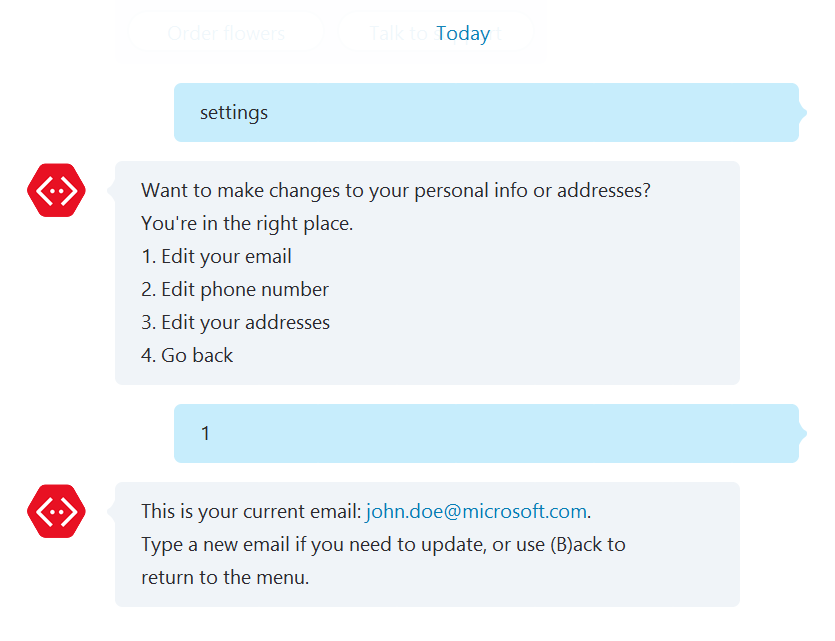 Order flowers
Talk to
Today
settings
Want to make changes to your personal info or addresses?
You're in the right place.
1. Edit your email
2. Edit phone number
3. Edit your addresses
4. Go back
1
This is your current email: john.doe@microsoft.com.
Type a new email if you need to update, or use (B)ack to
return to the menu.